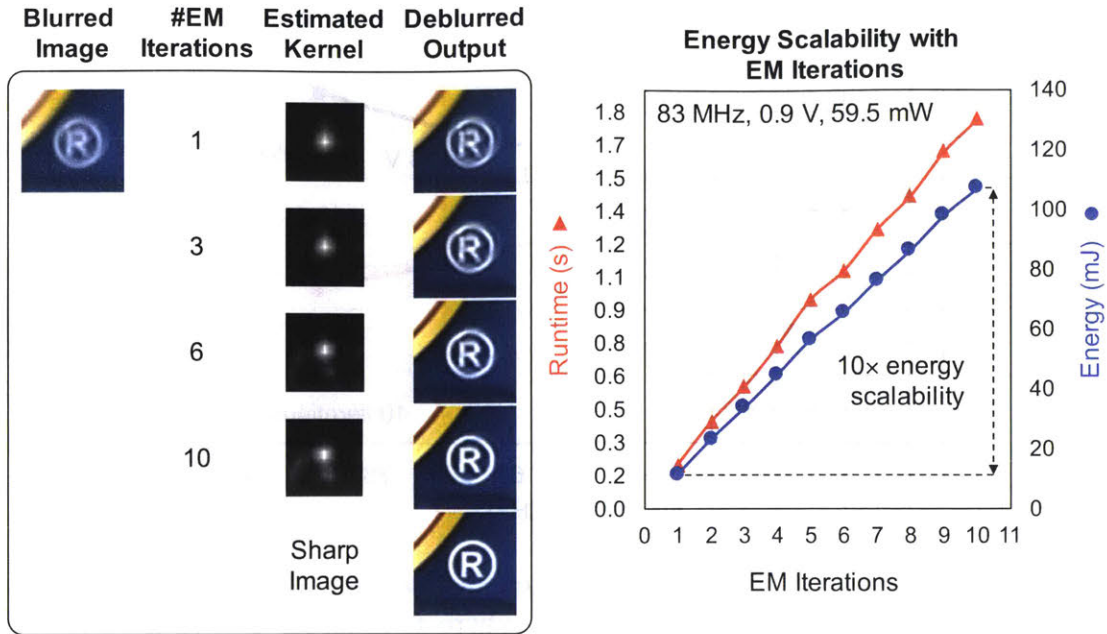 Blurred
Image
#EM
Iterations
Estimated
Kernel
Deblurred
Output
R
1
R
3
R
6
R
10
R
Sharp
Image
R
Energy Scalability with
EM Iterations
83 MHz, 0.9 V, 59.5 mW
1.8
1.7
1.5
1.4
1.2
1.1
0.9
0.8
0.6
0.5
0.3
0.2
0.0
Runtime (s)
140
120
100
80
60
40
20
0
Energy (mJ)
10× energy
scalability
0 1 2 3 4 5 6 7 8 9 10 11
EM Iterations